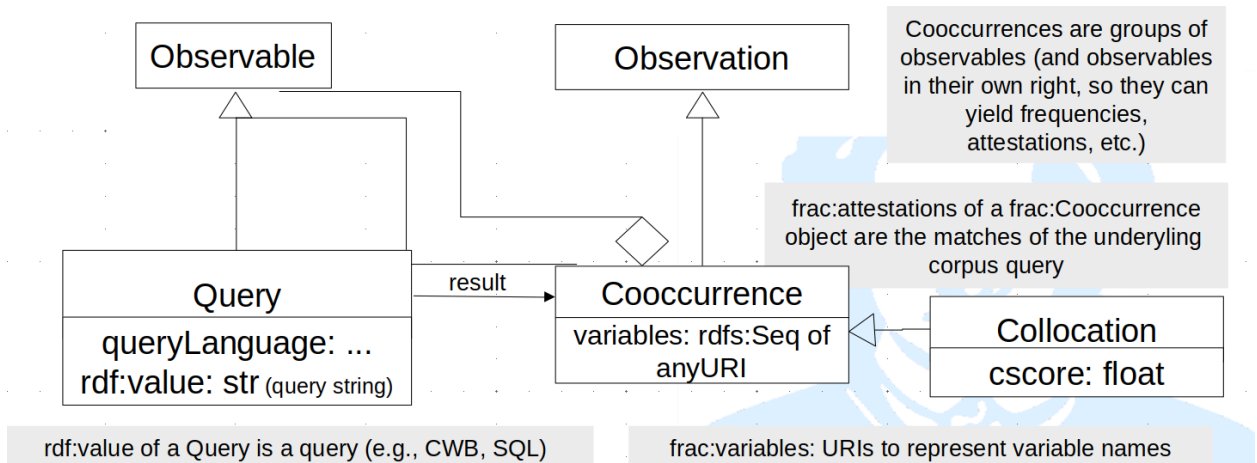 Observable
Observation
Cooccurrences are groups of
observables (and observables
in their own right, so they can
yield frequencies,
attestations, etc.)
frac:attestations of a frac:Cooccurrence
object are the matches of the underyling
corpus query
Query
queryLanguage: ...
rdf:value: str (query string)
result
Cooccurrence
variables: rdfs:Seq of
anyURI
Collocation
cscore: float
rdf:value of a Query is a query (e.g., CWB, SQL)
frac:variables: URIs to represent variable names